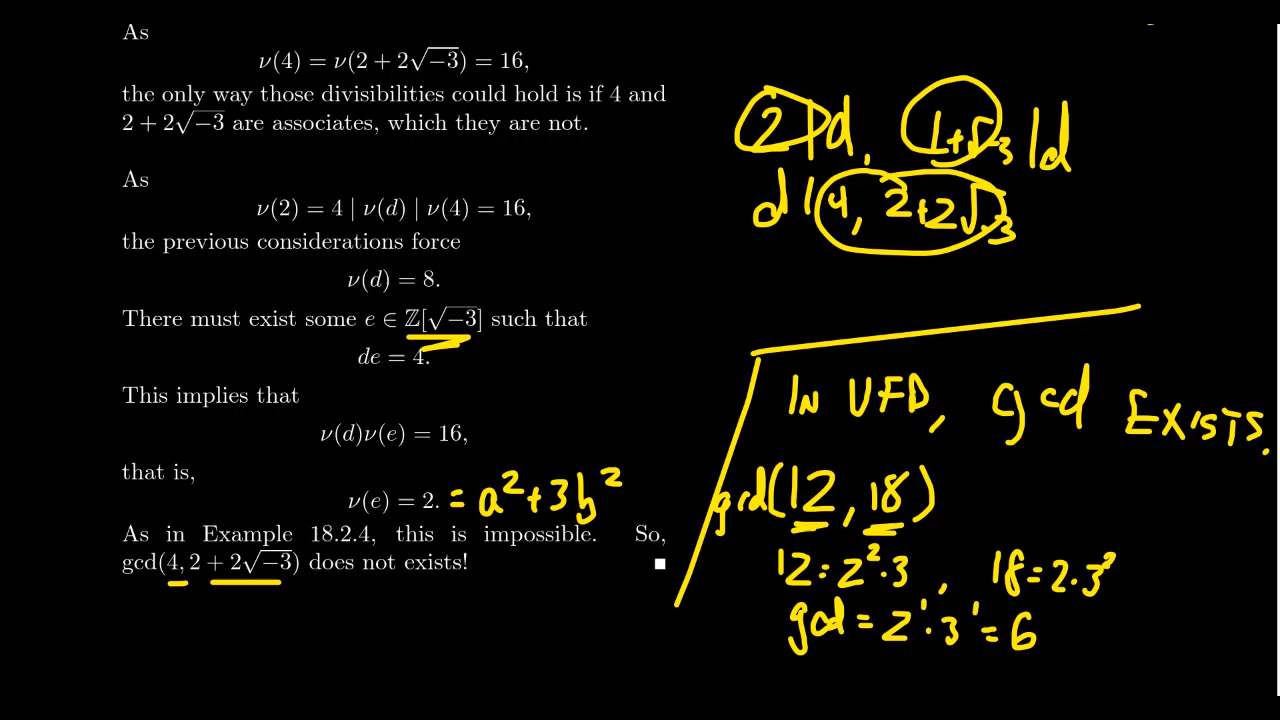 As
ν(4) = ν(2 + 2√−3) = 16,
the only way those divisibilities could hold is if 4 and
2 + 2√−3 are associates, which they are not.
As
ν(2) = 4 | ν(d) | ν(4) = 16,
the previous considerations force
ν(d) = 8.
There must exist some e ∈ ℤ[√−3] such that
de = 4.
This implies that
ν(d)ν(e) = 16,
that is,
ν(e) = 2. = a² + 3b²
As in Example 18.2.4, this is impossible. So,
gcd(4, 2 + 2√−3) does not exists!
2 | d, 1+√-3 | d
d | 4, 2+2√-3
IN UFD, gcd EXISTS.
gcd(12, 18)
12 = 2²·3, 18 = 2·3²
gcd = 2¹·3¹ = 6